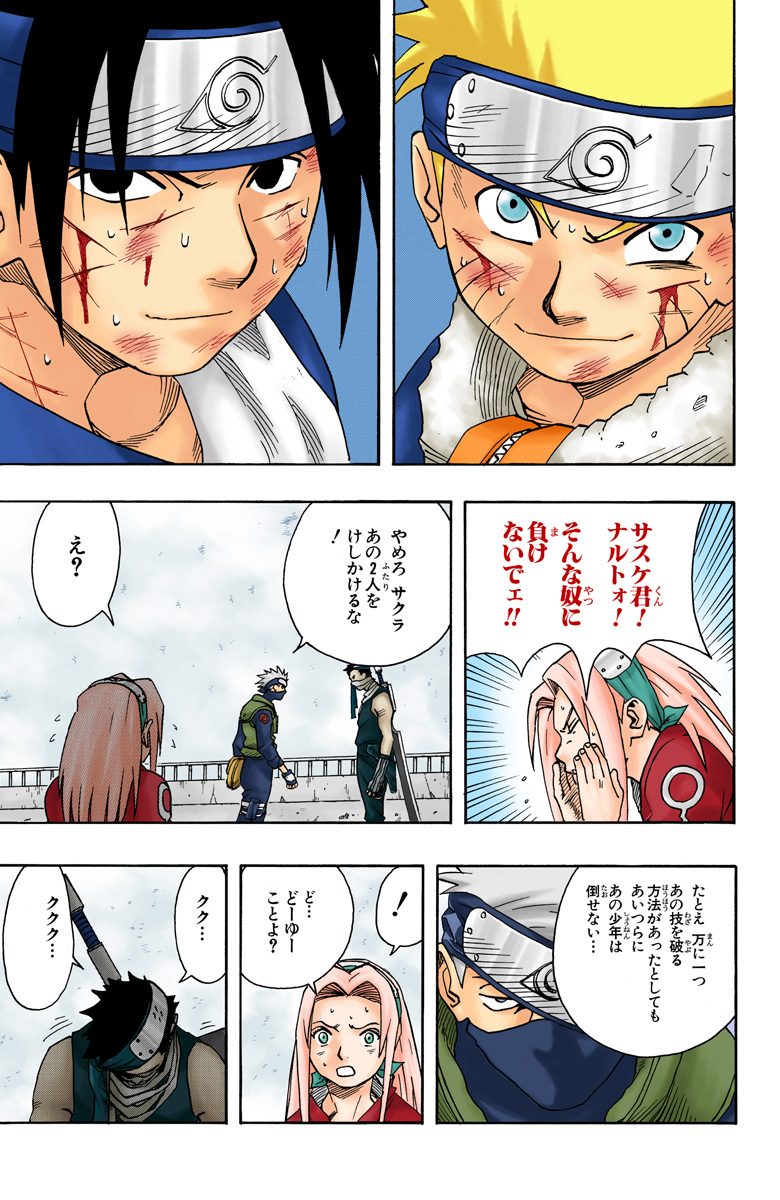 サスケ君！
ナルトォ！
そんな奴に
負け
ないでェ!!
やめろ サクラ
あの2人を
けしかけるな
！
え？
たとえ 万に一つ
あの技を破る
方法があったとしても
あいつらに
あの少年は
倒せない…
！
ど…
どーゆー
ことよ？
クク…
ククク…